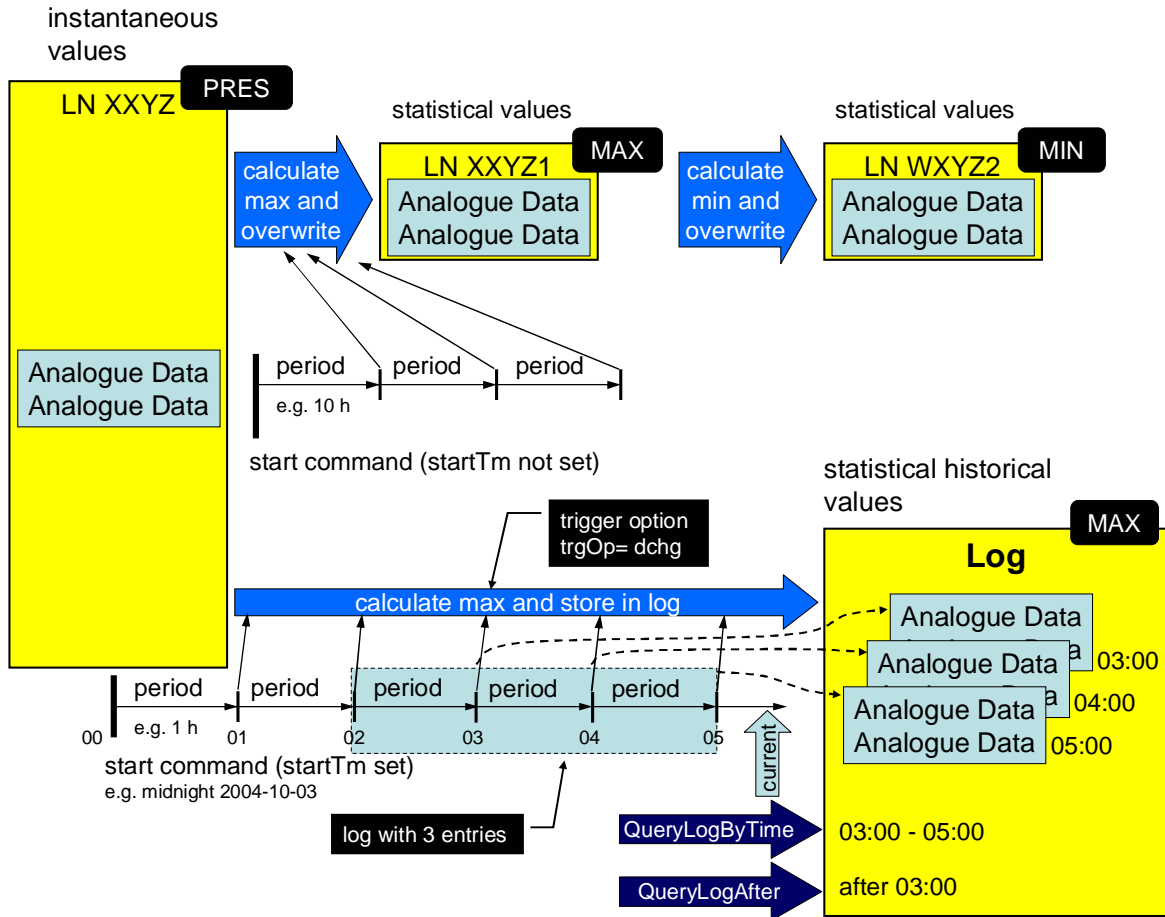 instantaneous
values
PRES
LN XXYZ
statistical values
statistical values
MAX
MIN
calculate
max and
overwrite
LN XXYZ1
Analogue Data
Analogue Data
calculate
min and
overwrite
LN WXYZ2
Analogue Data
Analogue Data
Analogue Data
Analogue Data
period
period
period
e.g. 10 h
start command (startTm not set)
statistical historical
values
MAX
trigger option
trgOp= dchg
Log
calculate max and store in log
Analogue Data
03:00
Analogue Data
04:00
Analogue Data
Analogue Data
05:00
period
period
period
period
period
e.g. 1 h
00
01
02
03
04
05
start command (startTm set)
e.g. midnight 2004-10-03
current
log with 3 entries
QueryLogByTime
03:00 - 05:00
QueryLogAfter
after 03:00